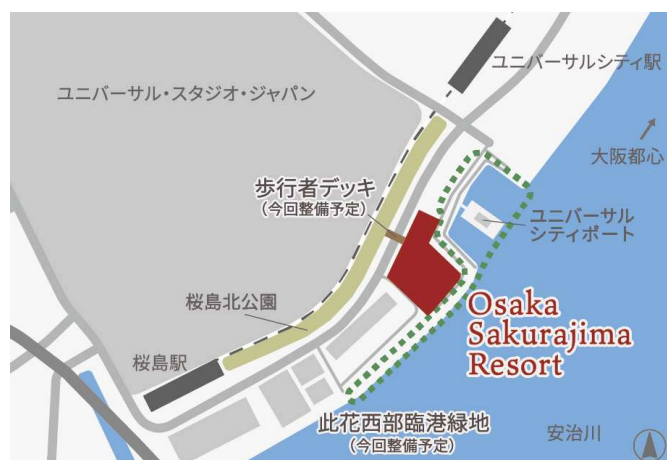 ユニバーサルシティ駅
ユニバーサル・スタジオ・ジャパン
大阪都心
歩行者デッキ
(今回整備予定)
ユニバーサル
シティポート
桜島北公園
Osaka
Sakurajima
Resort
桜島駅
此花西部臨港緑地
(今回整備予定)
安治川